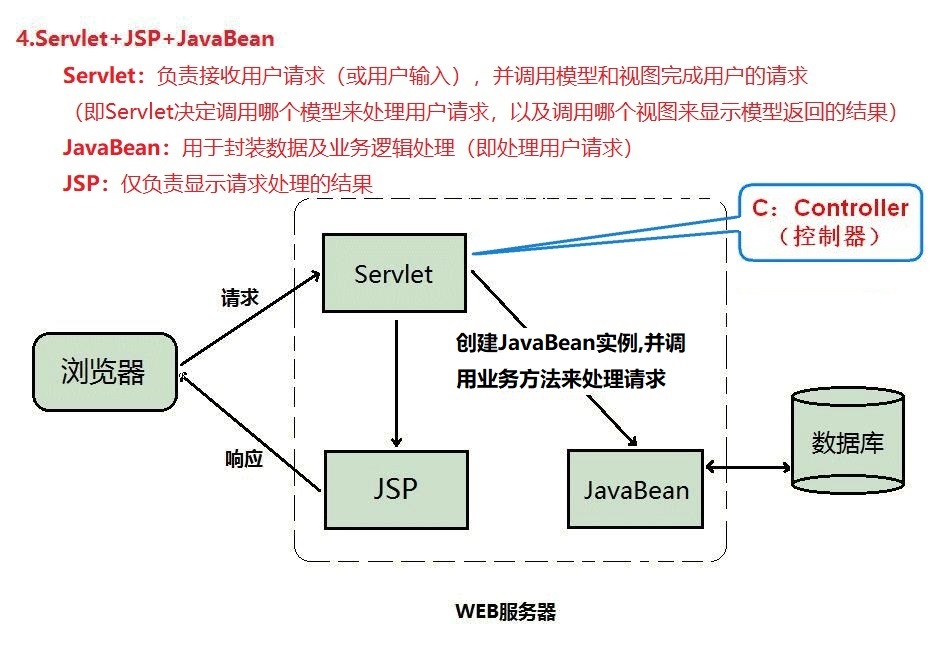 4.Servlet+JSP+JavaBean
Servlet：负责接收用户请求（或用户输入），并调用模型和视图完成用户的请求
（即Servlet决定调用哪个模型来处理用户请求，以及调用哪个视图来显示模型返回的结果）
JavaBean：用于封装数据及业务逻辑处理（即处理用户请求）
JSP：仅负责显示请求处理的结果
C：Controller
（控制器）
Servlet
请求
创建JavaBean实例,并调
用业务方法来处理请求
浏览器
数据库
响应
JSP
JavaBean
WEB服务器